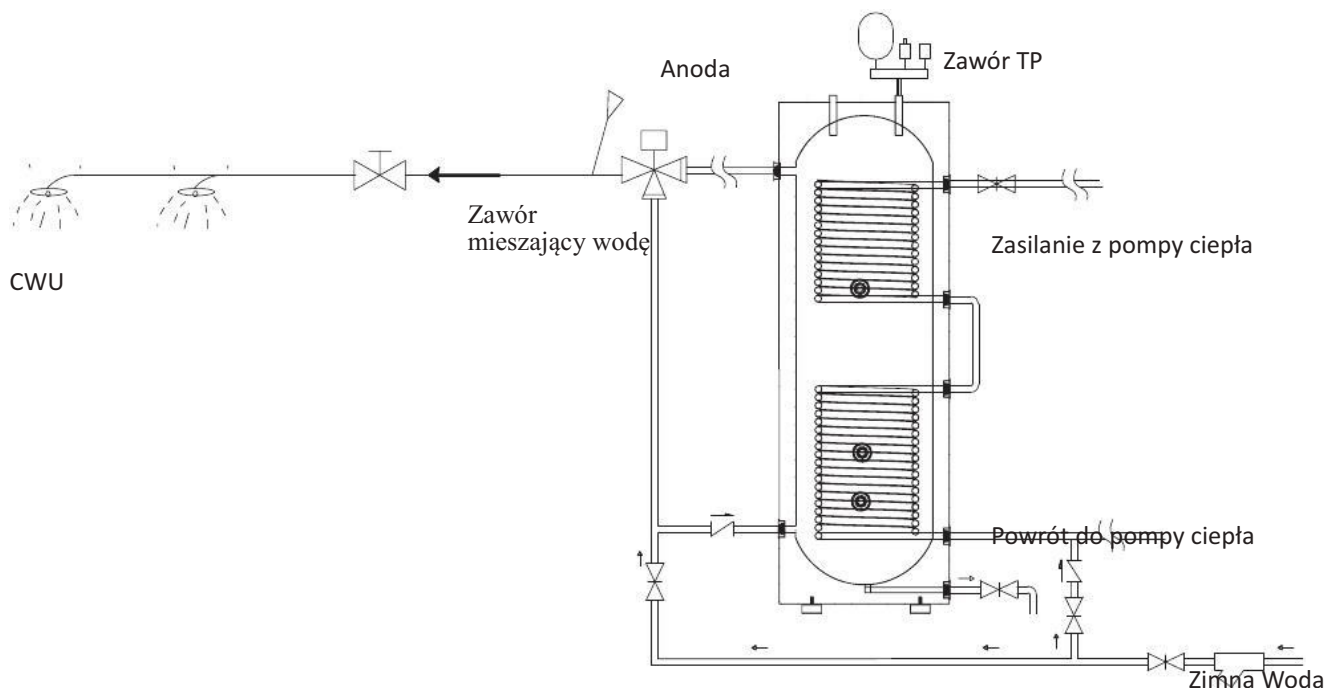 Zawór TP
Anoda
Zawór
mieszający wodę
Zasilanie z pompy ciepła
CWU
Powrót do pompy ciepła
Zimna Woda